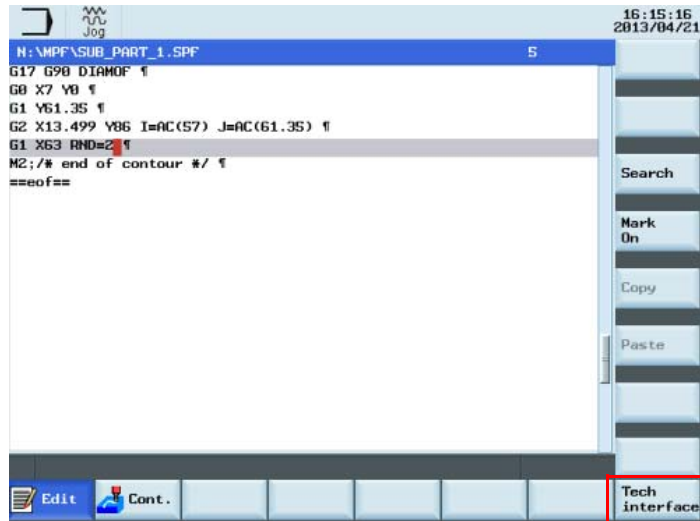 Jog
16:15:16
2013/04/21
N:\MPF\SUB_PART_1.SPF 5
G17 G90 DIAMOF ¶
G0 X7 Y0 ¶
G1 Y61.35 ¶
G2 X13.499 Y86 I=AC(57) J=AC(61.35) ¶
G1 X63 RND=2 ¶
M2;/* end of contour */ ¶
==eof==
Search
Mark
On
Copy
Paste
Edit
Cont.
Tech
interface